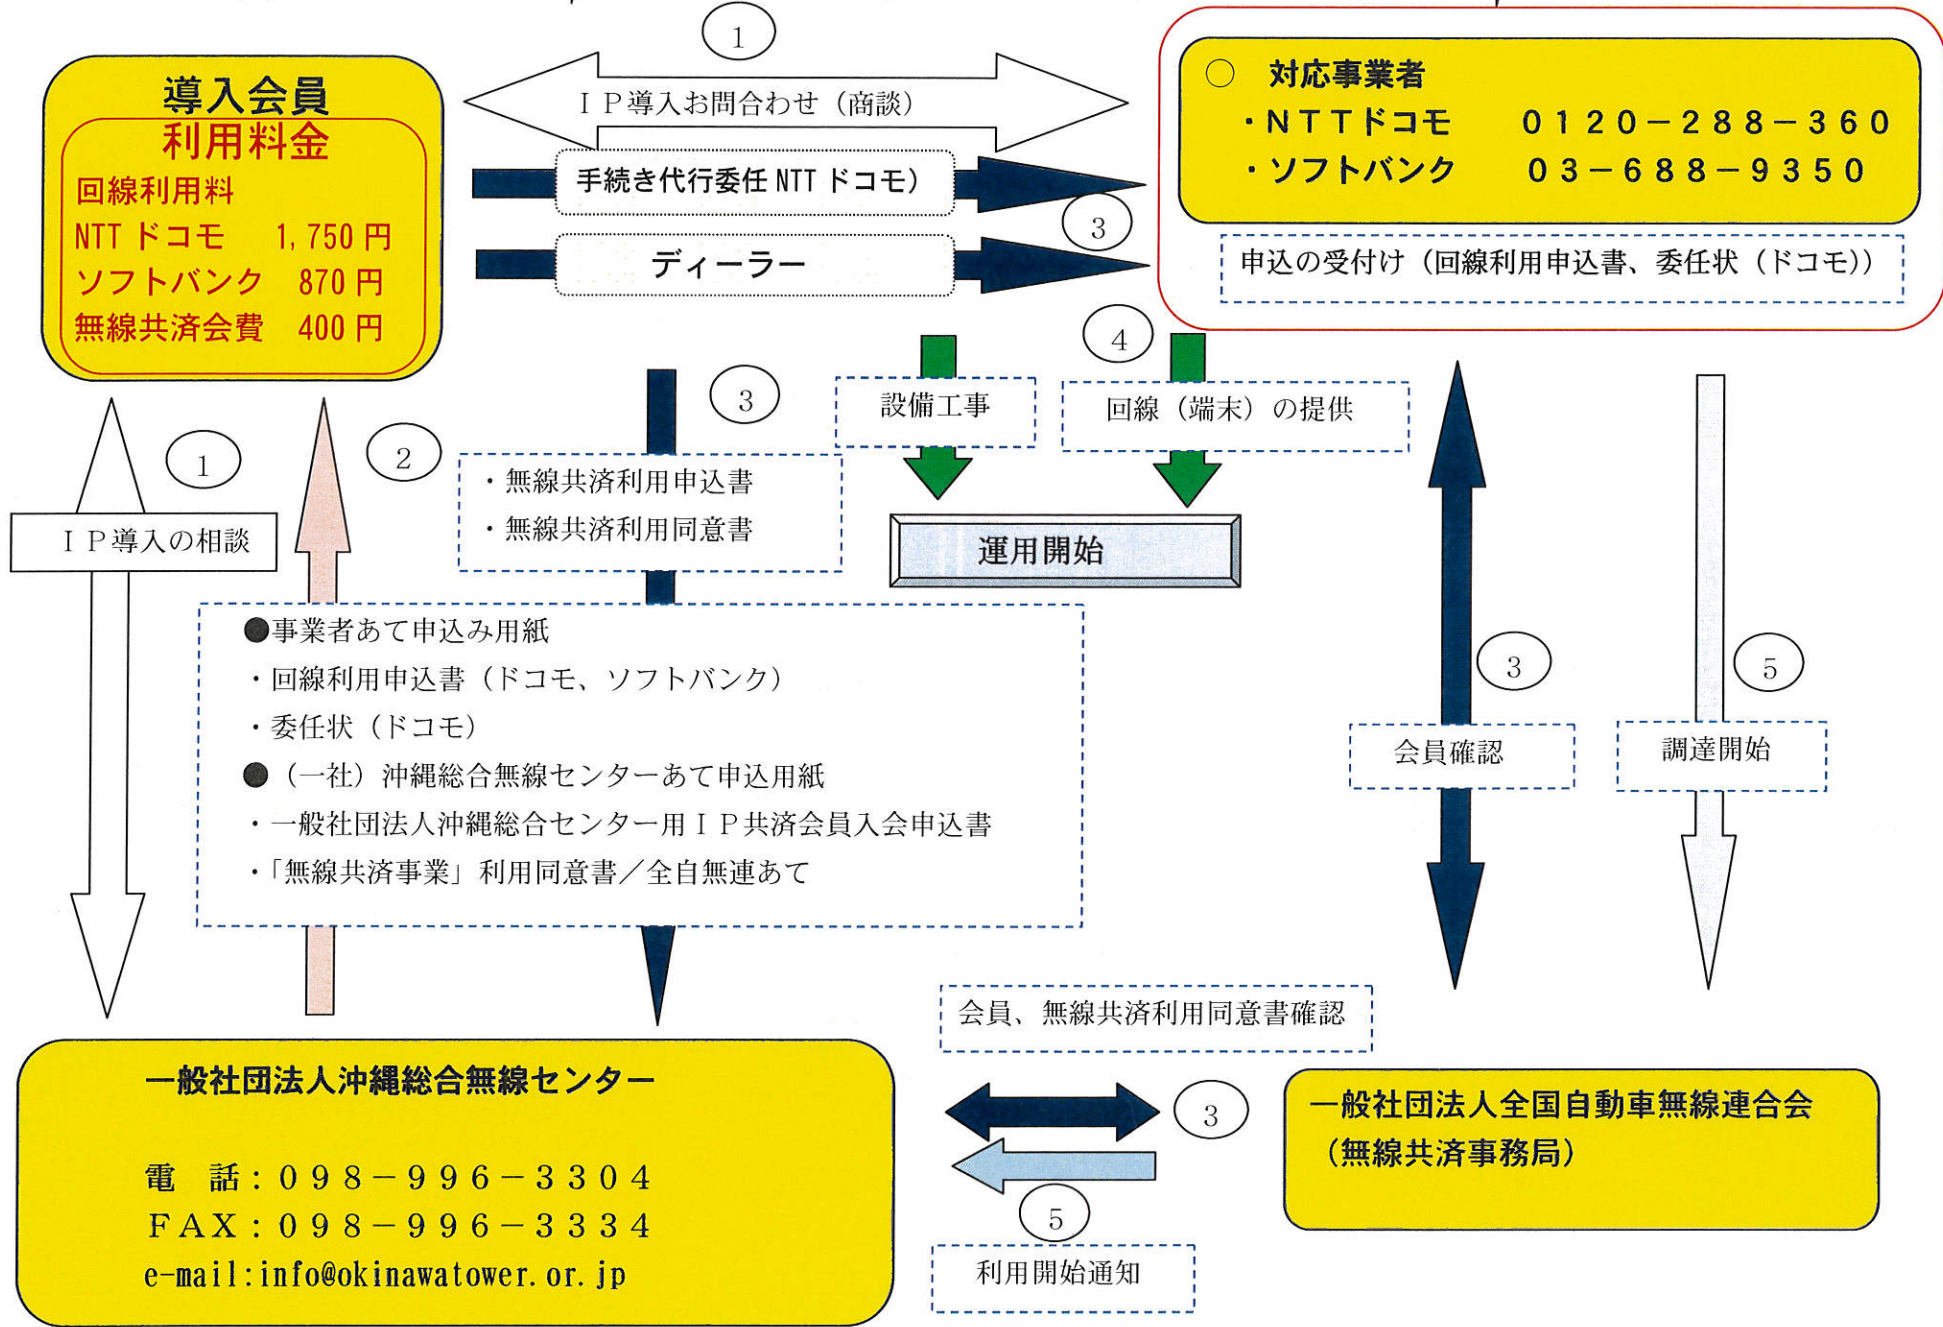 ①
導入会員
利用料金
回線利用料
NTT ドコモ 1,750 円
ソフトバンク 870 円
無線共済会費 400 円
ＩＰ導入お問合わせ（商談）
手続き代行委任 NTT ドコモ）
ディーラー
③
○ 対応事業者
・ＮＴＴドコモ ０１２０－２８８－３６０
・ソフトバンク ０３－６８８－９３５０
申込の受付け（回線利用申込書、委任状（ドコモ））
④
設備工事
回線（端末）の提供
運用開始
①
ＩＰ導入の相談
②
③
・無線共済利用申込書
・無線共済利用同意書
●事業者あて申込み用紙
・回線利用申込書（ドコモ、ソフトバンク）
・委任状（ドコモ）
●（一社）沖縄総合無線センターあて申込用紙
・一般社団法人沖縄総合センター用ＩＰ共済会員入会申込書
・「無線共済事業」利用同意書／全自無連あて
③
会員確認
⑤
調達開始
会員、無線共済利用同意書確認
一般社団法人沖縄総合無線センター
電 話：０９８－９９６－３３０４
ＦＡＸ：０９８－９９６－３３３４
e-mail:info@okinawatower.or.jp
③
⑤
利用開始通知
一般社団法人全国自動車無線連合会
（無線共済事務局）